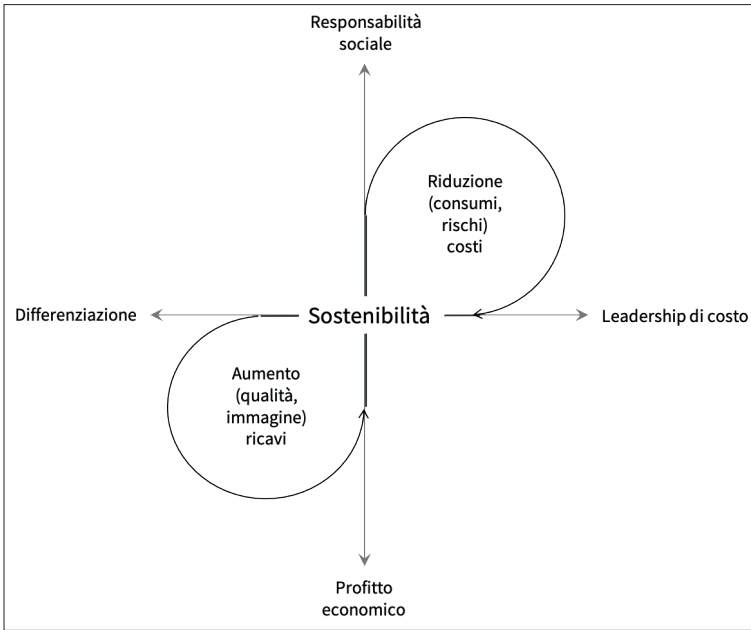 Responsabilità
sociale
Riduzione
(consumi,
rischi)
costi
Differenziazione
Sostenibilità
Leadership di costo
Aumento
(qualità,
immagine)
ricavi
Profitto
economico